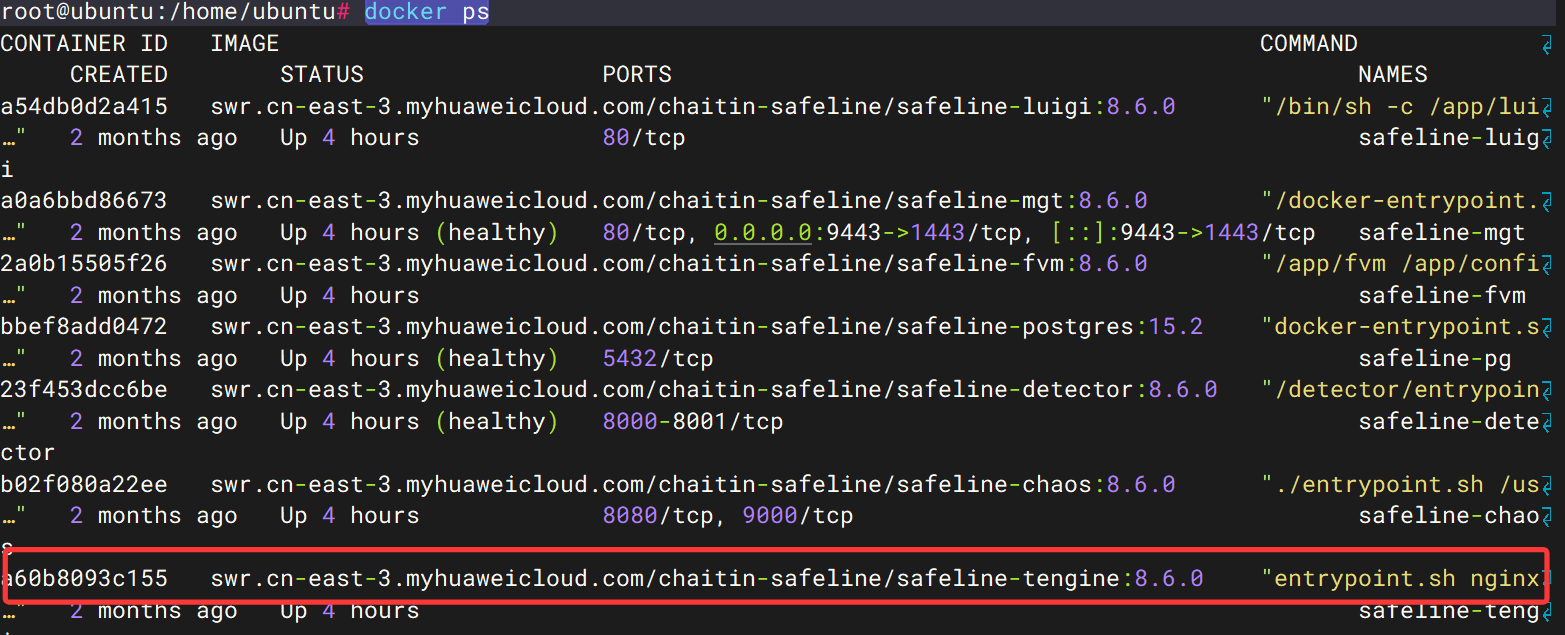 root@ubuntu:/home/ubuntu# docker ps
CONTAINER ID   IMAGE   COMMAND
CREATED   STATUS   PORTS   NAMES
a54db0d2a415   swr.cn-east-3.myhuaweicloud.com/chaitin-safeline/safeline-luigi:8.6.0   "/bin/sh -c /app/lui
…"   2 months ago   Up 4 hours   80/tcp   safeline-luig
i
a0a6bbd86673   swr.cn-east-3.myhuaweicloud.com/chaitin-safeline/safeline-mgt:8.6.0   "/docker-entrypoint.
…"   2 months ago   Up 4 hours (healthy)   80/tcp, 0.0.0.0:9443->1443/tcp, [::]:9443->1443/tcp   safeline-mgt
2a0b15505f26   swr.cn-east-3.myhuaweicloud.com/chaitin-safeline/safeline-fvm:8.6.0   "/app/fvm /app/confi
…"   2 months ago   Up 4 hours   safeline-fvm
bbef8add0472   swr.cn-east-3.myhuaweicloud.com/chaitin-safeline/safeline-postgres:15.2   "docker-entrypoint.s
…"   2 months ago   Up 4 hours (healthy)   5432/tcp   safeline-pg
23f453dcc6be   swr.cn-east-3.myhuaweicloud.com/chaitin-safeline/safeline-detector:8.6.0   "/detector/entrypoin
…"   2 months ago   Up 4 hours (healthy)   8000-8001/tcp   safeline-dete
ctor
b02f080a22ee   swr.cn-east-3.myhuaweicloud.com/chaitin-safeline/safeline-chaos:8.6.0   "./entrypoint.sh /us
…"   2 months ago   Up 4 hours   8080/tcp, 9000/tcp   safeline-chao
s
a60b8093c155   swr.cn-east-3.myhuaweicloud.com/chaitin-safeline/safeline-tengine:8.6.0   "entrypoint.sh nginx
…"   2 months ago   Up 4 hours   safeline-teng